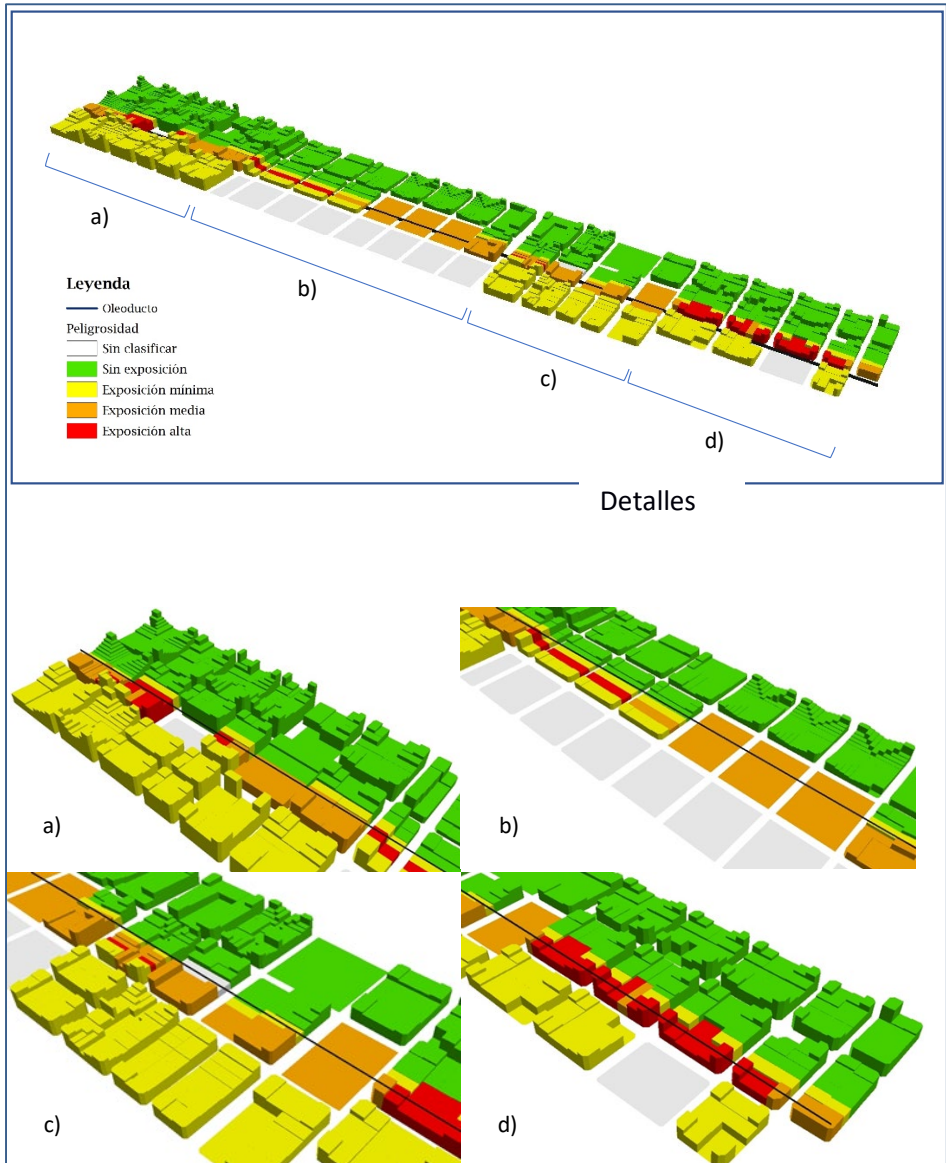 a)
b)
c)
d)
Leyenda
Oleoducto
Peligrosidad
Sin clasificar
Sin exposición
Exposición mínima
Exposición media
Exposición alta
Detalles
a)
b)
c)
d)